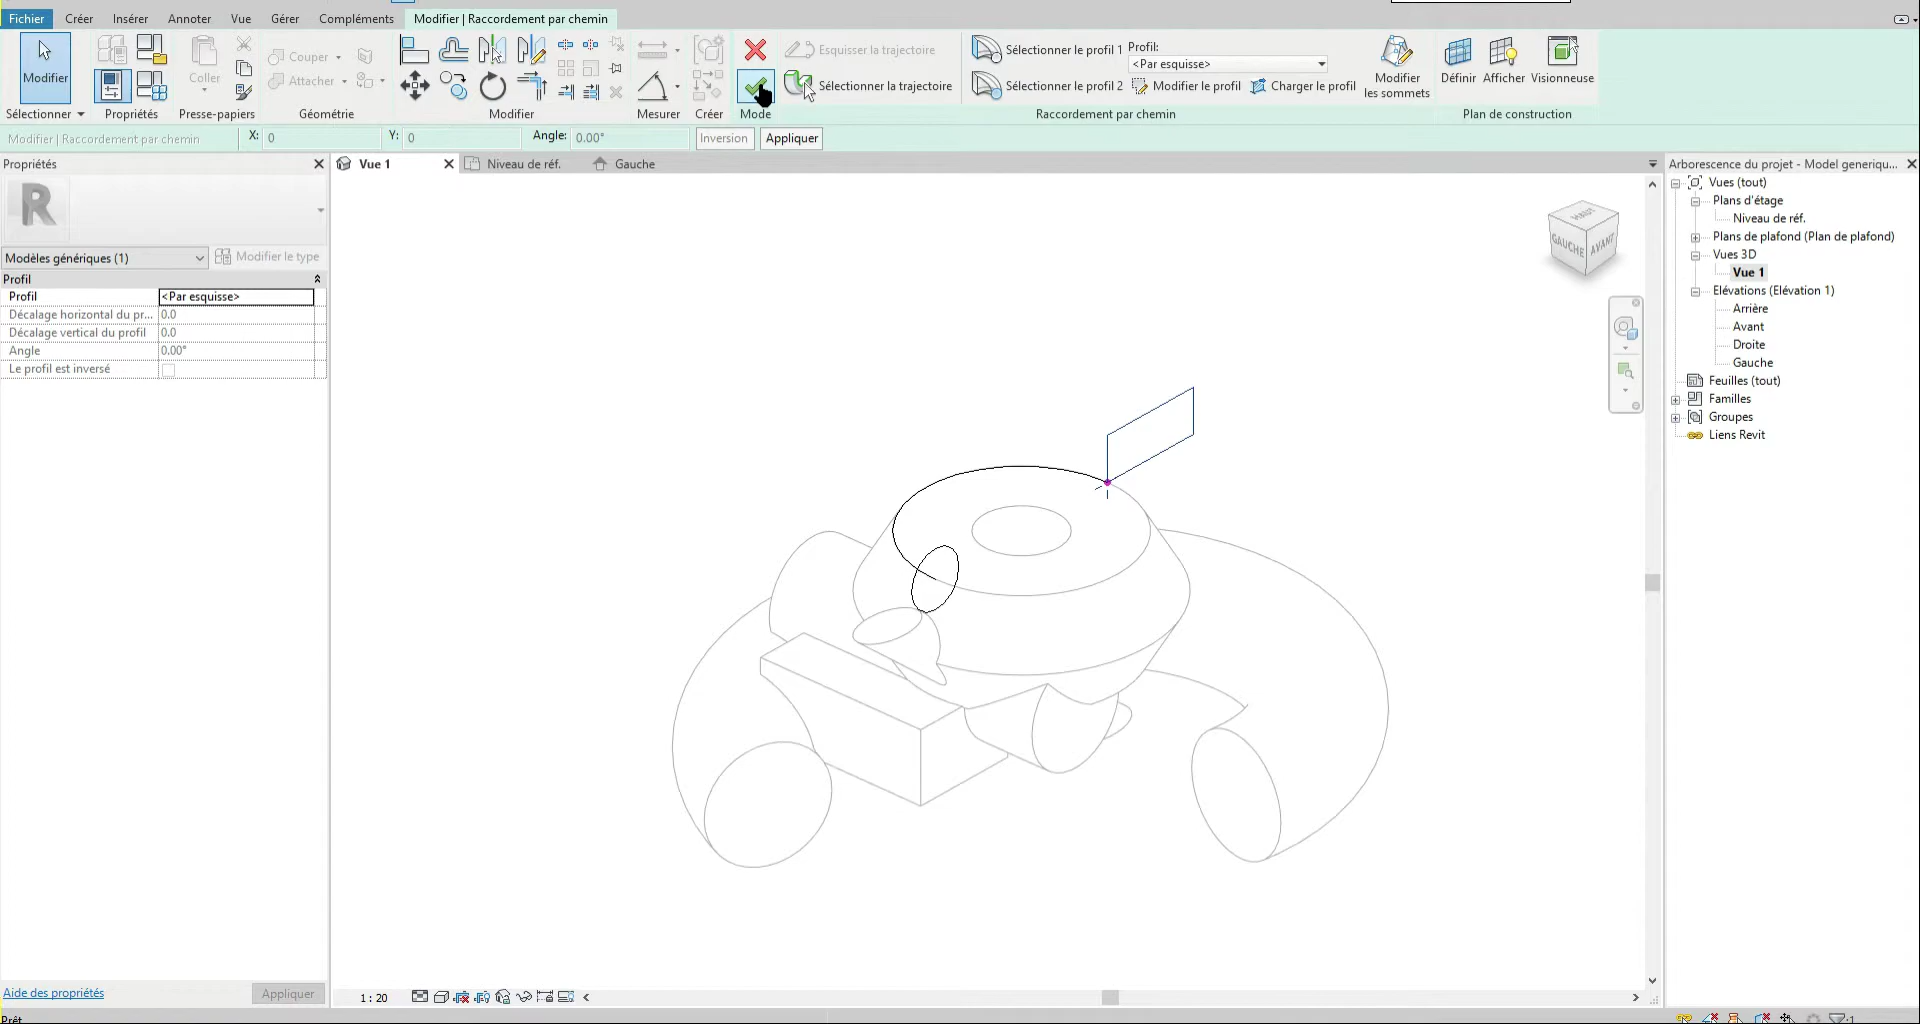 Fichier Créer Insérer Annoter Vue Gérer Compléments Modifier | Raccordement par chemin
Modifier
Coller
Couper
Attacher
Esquisser la trajectoire
Sélectionner la trajectoire
Sélectionner le profil 1
Sélectionner le profil 2
Profil:
<Par esquisse>
Modifier le profil
Charger le profil
Modifier
les sommets
Définir Afficher Visionneuse
Sélectionner Propriétés Presse-papiers Géométrie Modifier Mesurer Créer Mode Raccordement par chemin Plan de construction
Modifier | Raccordement par chemin X: 0 Y: 0 Angle: 0.00° Inversion Appliquer
Propriétés
R
Modèles génériques (1) Modifier le type
Profil
Profil <Par esquisse>
Décalage horizontal du pr... 0.0
Décalage vertical du profil 0.0
Angle 0.00°
Le profil est inversé
Aide des propriétés Appliquer
Vue 1 Niveau de réf. Gauche
HAUT
GAUCHE AVANT
1 : 20
Arborescence du projet - Model generiqu...
Vues (tout)
Plans d'étage
Niveau de réf.
Plans de plafond (Plan de plafond)
Vues 3D
Vue 1
Elévations (Elévation 1)
Arrière
Avant
Droite
Gauche
Feuilles (tout)
Familles
Groupes
Liens Revit
Prêt
:1